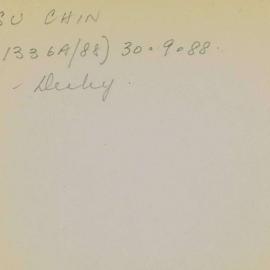 SU CHIN
1336A/88) 30.9.88.
- Derby.